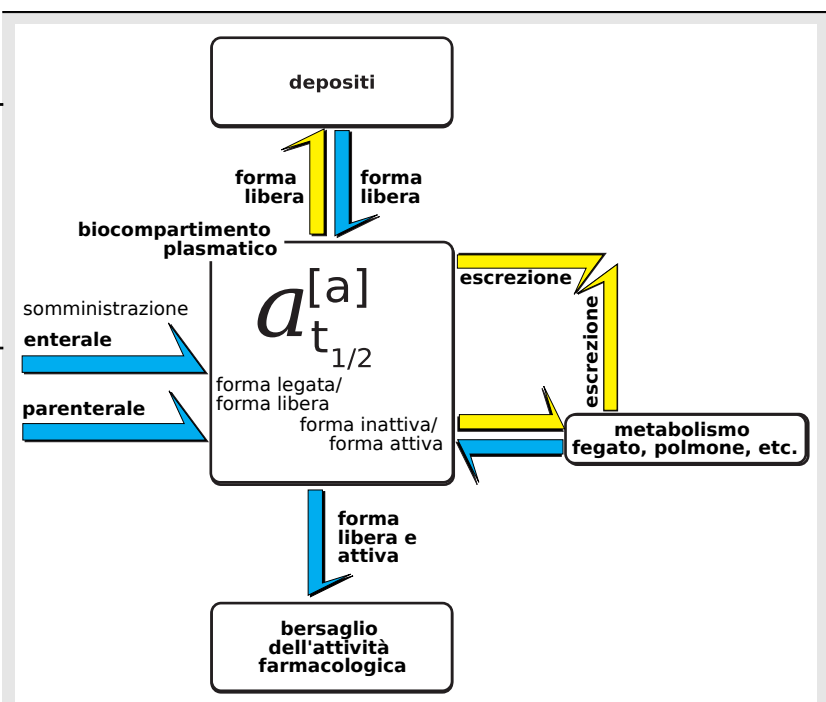 depositi
forma
libera
forma
libera
biocompartimento
plasmatico
escrezione
escrezione
a[a]
t1/2
somministrazione
enterale
parenterale
forma legata/
forma libera
forma inattiva/
forma attiva
metabolismo
fegato, polmone, etc.
forma
libera e
attiva
bersaglio
dell'attività
farmacologica